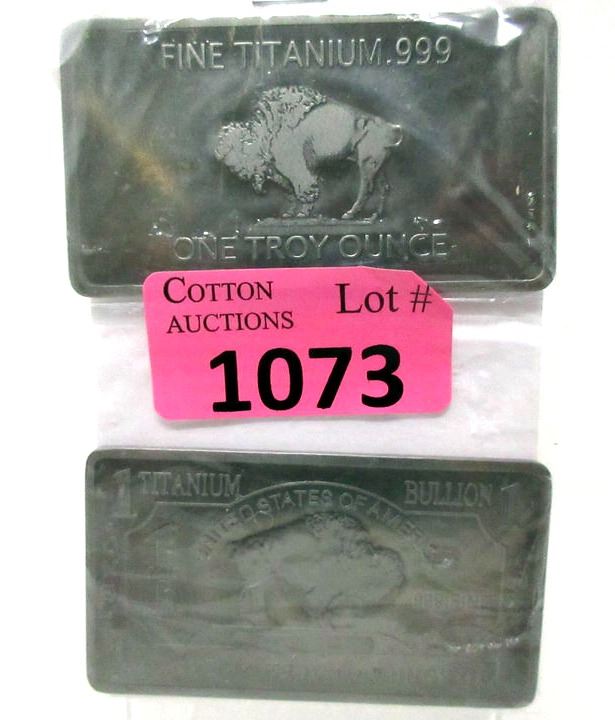 FINE TITANIUM.999
ONE TROY OUNCE
COTTON AUCTIONS
Lot #
1073
1 TITANIUM
BULLION 1
UNITED STATES OF AMERICA